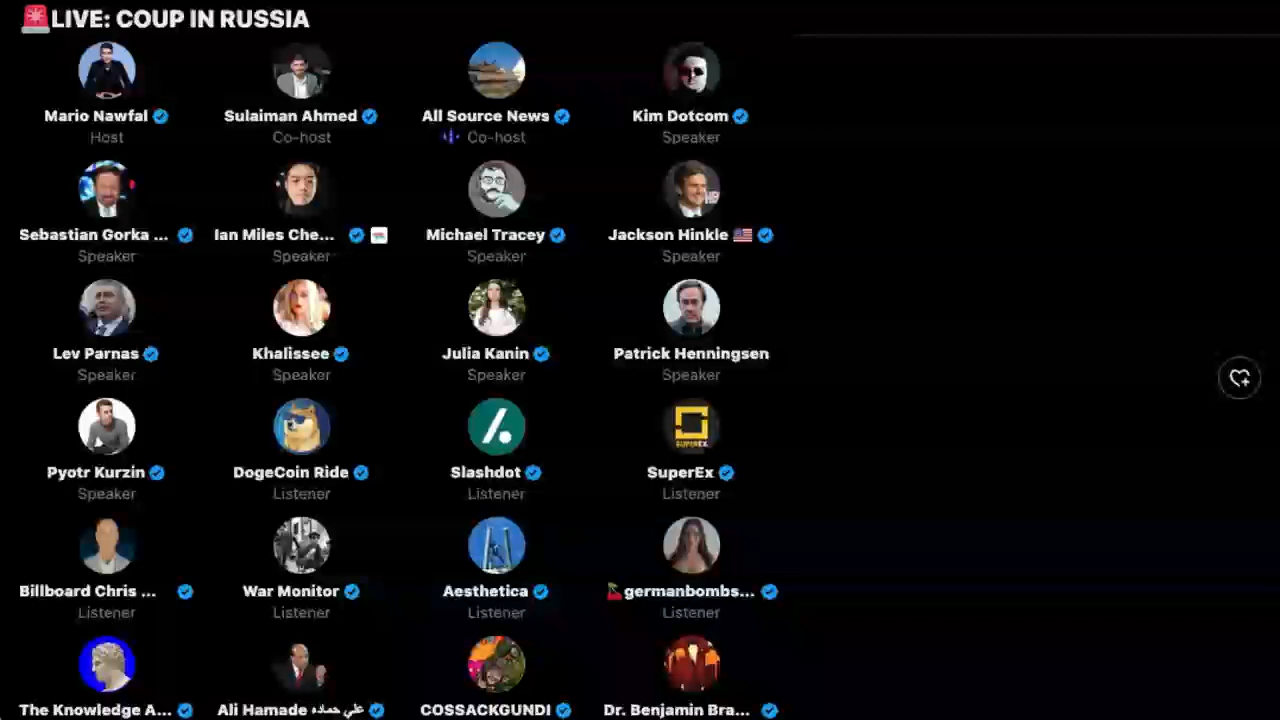 🚨LIVE: COUP IN RUSSIA
Mario Nawfal Sulaiman Ahmed All Source News Kim Dotcom
Host Co-host Co-host Speaker
Sebastian Gorka ... Ian Miles Che... Michael Tracey Jackson Hinkle 🇺🇸
Speaker Speaker Speaker Speaker
Lev Parnas Khalissee Julia Kanin Patrick Henningsen
Speaker Speaker Speaker Speaker
SUPEREX
Pyotr Kurzin DogeCoin Ride Slashdot SuperEx
Speaker Listener Listener Listener
Billboard Chris ... War Monitor Aesthetica 🍒germanbombs...
Listener Listener Listener Listener
The Knowledge A... Ali Hamade علي حماده COSSACKGUNDI Dr. Benjamin Bra...